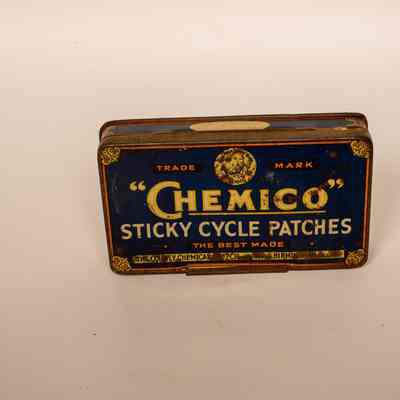 TRADE MARK
"CHEMICO"
STICKY CYCLE PATCHES
THE BEST MADE